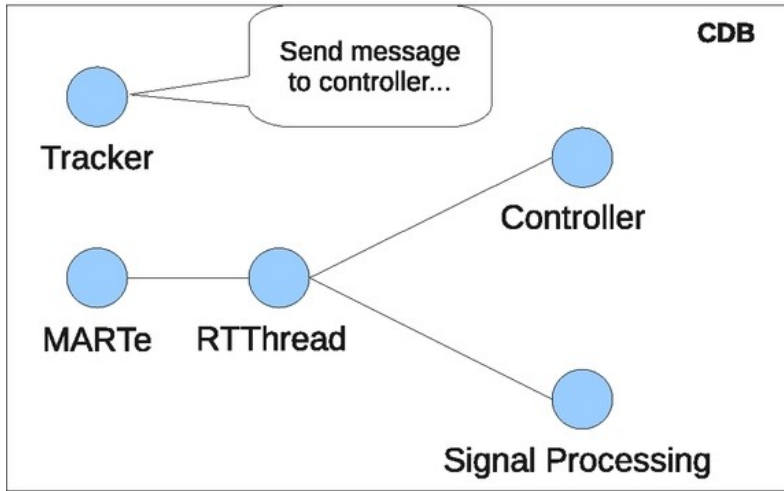 CDB
Send message
to controller...
Tracker
Controller
MARTe
RTThread
Signal Processing